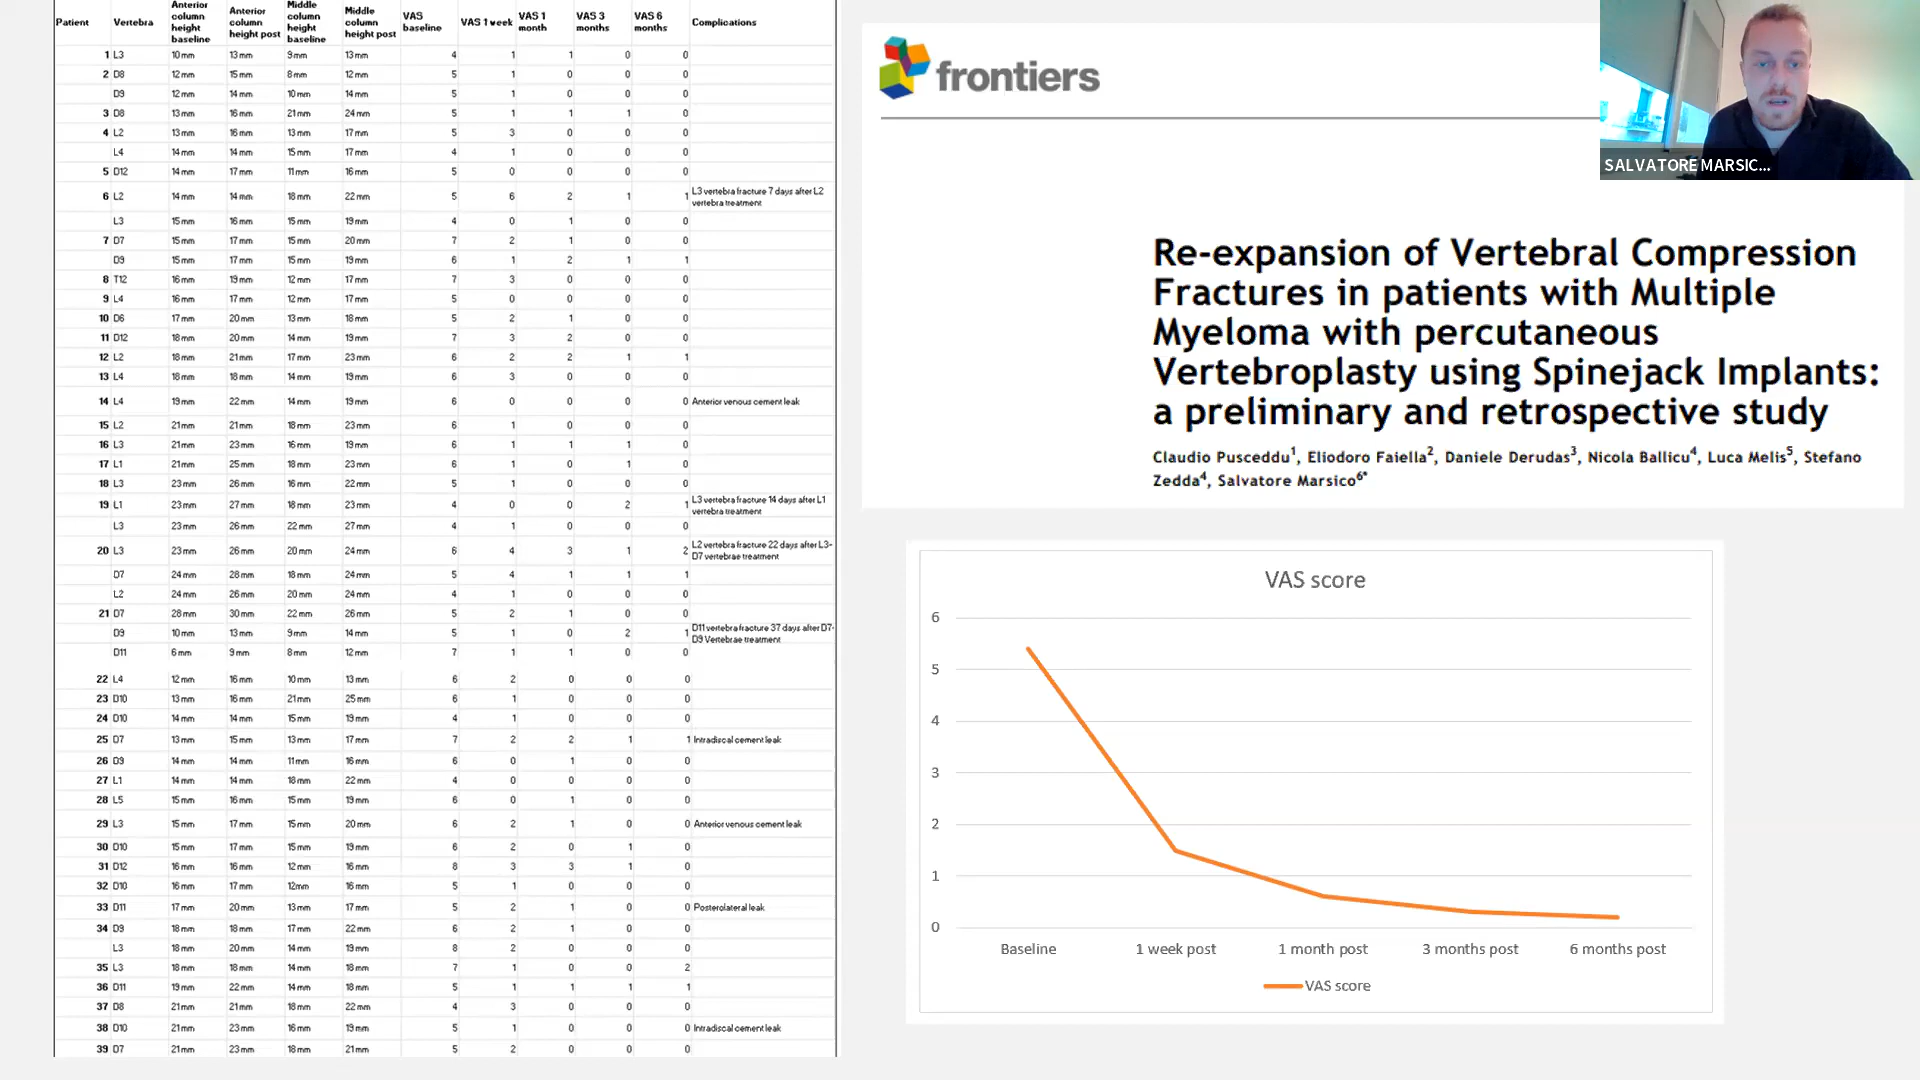 Patient Vertebra Anterior column height baseline Anterior column height post Middle column height baseline Middle column height post VAS baseline VAS 1 week VAS 1 month VAS 3 months VAS 6 months Complications
1 L3 10mm 13mm 9mm 13mm 4 1 1 0 0
2 D8 12mm 15mm 8mm 12mm 5 1 0 0 0
D9 12mm 14mm 10mm 14mm 5 1 0 0 0
3 D8 13mm 16mm 21mm 24mm 5 1 1 1 0
4 L2 13mm 16mm 13mm 17mm 5 3 0 0 0
L4 14mm 14mm 15mm 17mm 4 1 0 0 0
5 D12 14mm 17mm 11mm 16mm 5 0 0 0 0
6 L2 14mm 14mm 18mm 22mm 5 6 2 1 1 L3 vertebra fracture 7 days after L2 vertebra treatment
L3 15mm 16mm 15mm 19mm 4 0 1 0 0
7 D7 15mm 17mm 15mm 20mm 7 2 1 0 0
D9 15mm 17mm 15mm 19mm 6 1 2 1 1
8 T12 16mm 19mm 12mm 17mm 7 3 0 0 0
9 L4 16mm 17mm 12mm 17mm 5 0 0 0 0
10 D6 17mm 20mm 13mm 18mm 5 2 1 0 0
11 D12 18mm 20mm 14mm 19mm 7 3 2 0 0
12 L2 18mm 21mm 17mm 23mm 6 2 2 1 1
13 L4 18mm 18mm 14mm 19mm 6 3 0 0 0
14 L4 19mm 22mm 14mm 19mm 6 0 0 0 0 Anterior venous cement leak
15 L2 21mm 21mm 18mm 23mm 6 1 0 0 0
16 L3 21mm 23mm 16mm 19mm 6 1 1 1 0
17 L1 21mm 25mm 18mm 23mm 6 1 0 1 0
18 L3 23mm 26mm 16mm 22mm 5 1 0 0 0
19 L1 23mm 27mm 18mm 23mm 4 0 0 2 1 L3 vertebra fracture 14 days after L1 vertebra treatment
L3 23mm 26mm 22mm 27mm 4 1 0 0 0
20 L3 23mm 26mm 20mm 24mm 6 4 3 1 2 L2 vertebra fracture 22 days after L3-D7 vertebrae treatment
D7 24mm 28mm 18mm 24mm 5 4 1 1 1
L2 24mm 26mm 20mm 24mm 4 1 0 0 0
21 D7 28mm 30mm 22mm 26mm 5 2 1 0 0
D9 10mm 13mm 9mm 14mm 5 1 0 2 1 D11 vertebra fracture 37 days after D7-D9 Vertebrae treatment
D11 6mm 9mm 8mm 12mm 7 1 1 0 0
22 L4 12mm 16mm 10mm 13mm 6 2 0 0 0
23 D10 13mm 16mm 21mm 25mm 6 1 0 0 0
24 D10 14mm 14mm 15mm 19mm 4 1 0 0 0
25 D7 13mm 15mm 13mm 17mm 7 2 2 1 1 Intradiscal cement leak
26 D9 14mm 14mm 11mm 16mm 6 0 1 0 0
27 L1 14mm 14mm 18mm 22mm 4 0 0 0 0
28 L5 15mm 16mm 15mm 19mm 6 0 1 0 0
29 L3 15mm 17mm 15mm 20mm 6 2 1 0 0 Anterior venous cement leak
30 D10 15mm 17mm 15mm 19mm 6 2 0 1 0
31 D12 16mm 16mm 12mm 16mm 8 3 3 1 0
32 D10 16mm 17mm 12mm 16mm 5 1 0 0 0
33 D11 17mm 20mm 13mm 17mm 5 2 1 0 0 Posterolateral leak
34 D9 18mm 18mm 17mm 22mm 6 2 1 0 0
L3 18mm 20mm 14mm 19mm 8 2 0 0 0
35 L3 18mm 18mm 14mm 18mm 7 1 0 0 2
36 D11 19mm 22mm 14mm 18mm 5 1 1 1 1
37 D8 21mm 21mm 18mm 22mm 4 3 0 0 0
38 D10 21mm 23mm 16mm 19mm 5 1 0 0 0 Intradiscal cement leak
39 D7 21mm 23mm 18mm 21mm 5 2 0 0 0
frontiers
SALVATORE MARSIC...
Re-expansion of Vertebral Compression
Fractures in patients with Multiple
Myeloma with percutaneous
Vertebroplasty using Spinejack Implants:
a preliminary and retrospective study
Claudio Pusceddu1, Eliodoro Faiella2, Daniele Derudas3, Nicola Ballicu4, Luca Melis5, Stefano
Zedda4, Salvatore Marsico6*
VAS score
6
5
4
3
2
1
0
Baseline 1 week post 1 month post 3 months post 6 months post
VAS score